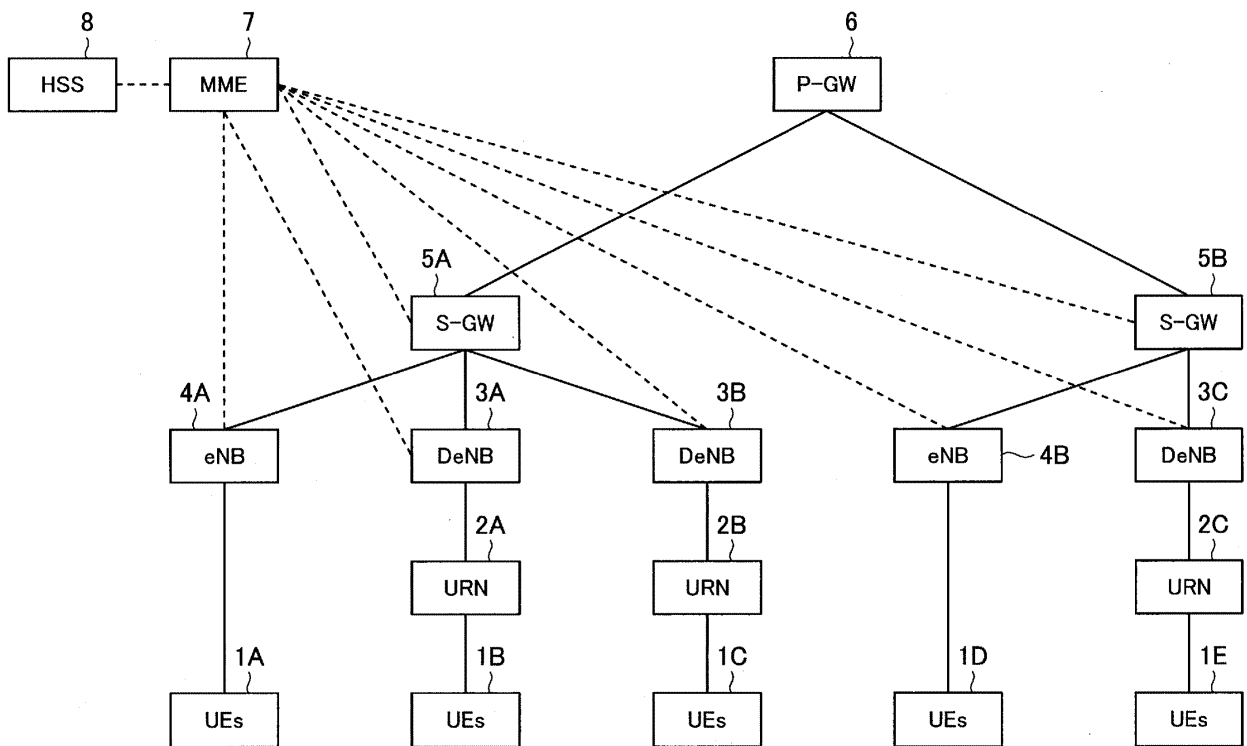 8 7 6
HSS MME P-GW
5A 5B
S-GW S-GW
4A 3A 3B 3C
eNB DeNB DeNB eNB 4B DeNB
2A 2B 2C
URN URN URN
1A 1B 1C 1D 1E
UEs UEs UEs UEs UEs